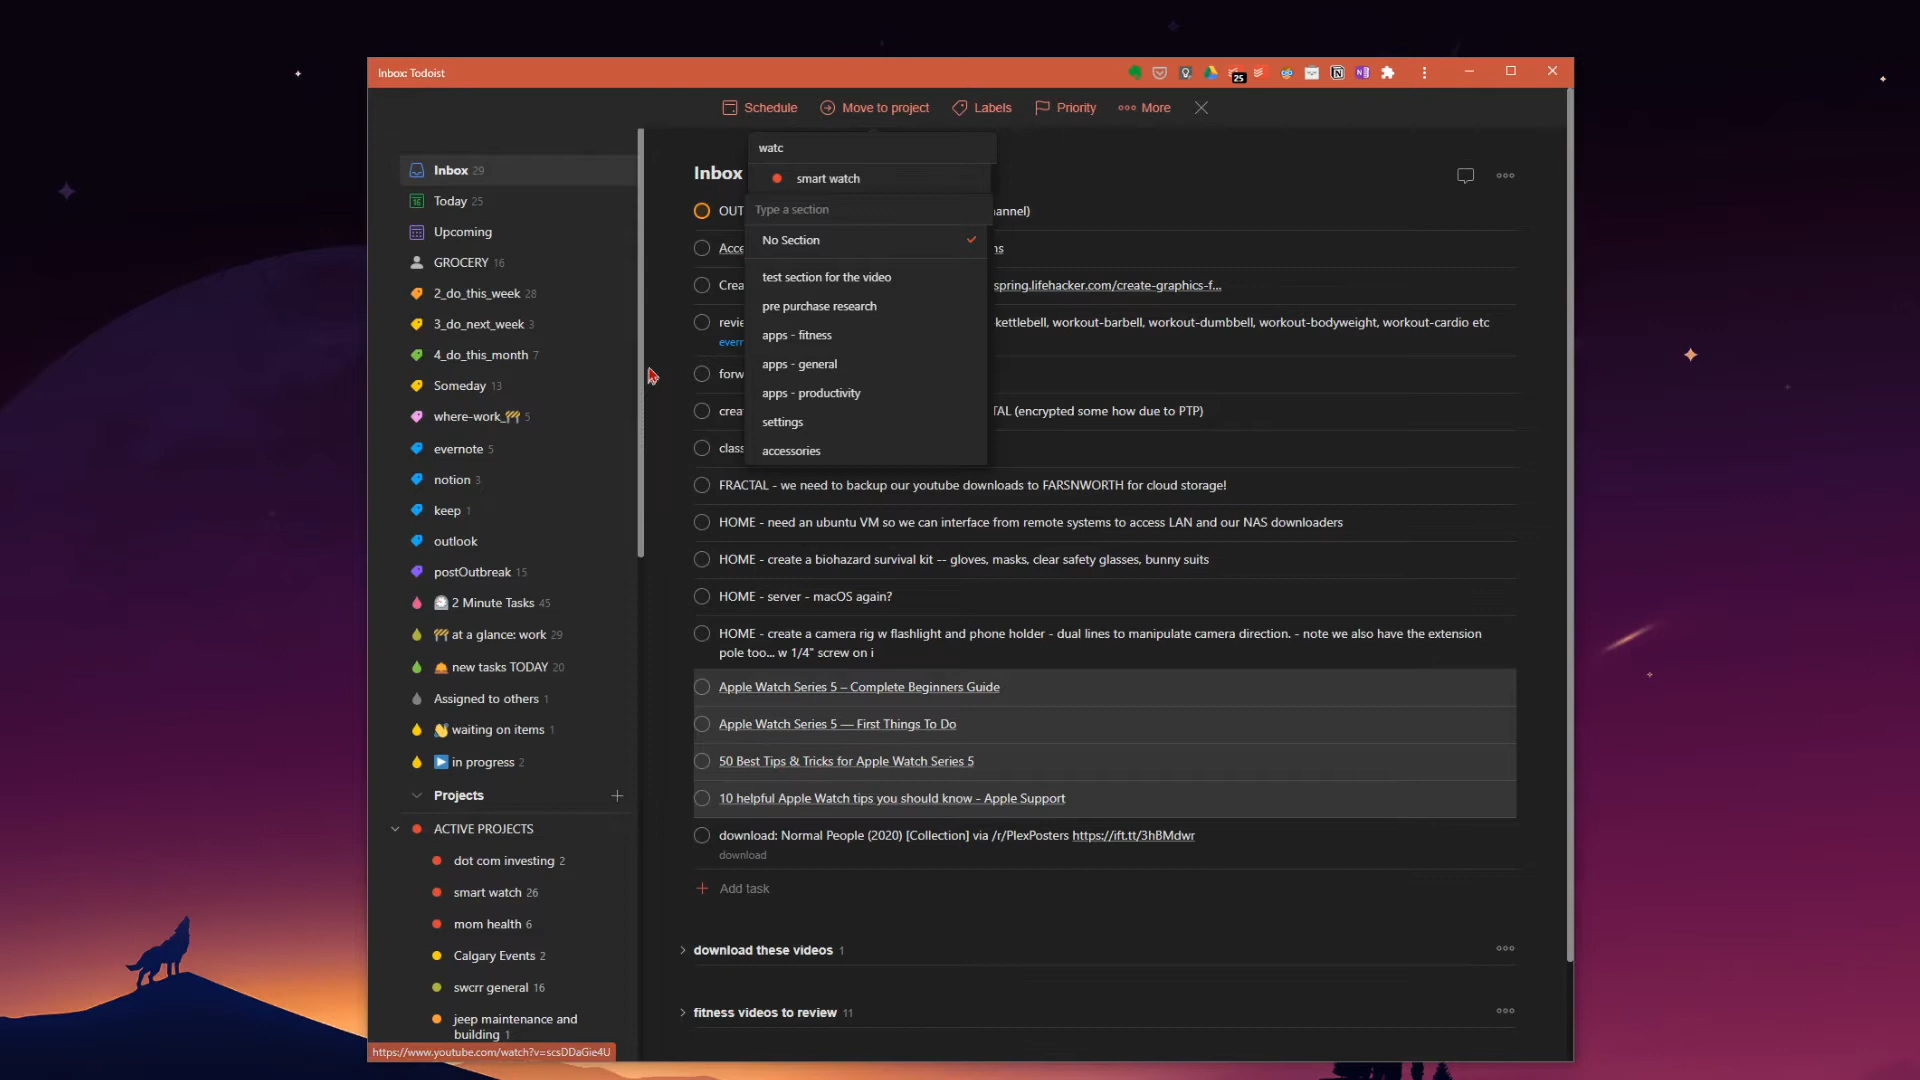 Inbox: Todoist
25
Schedule
Move to project
Labels
Priority
More
watc
smart watch
Type a section
No Section
test section for the video
pre purchase research
apps - fitness
apps - general
apps - productivity
settings
accessories
Inbox 29
16
Today 25
Upcoming
GROCERY 16
2_do_this_week 28
3_do_next_week 3
4_do_this_month 7
Someday 13
where-work_🚧 5
evernote 5
notion 3
keep 1
outlook
postOutbreak 15
2 Minute Tasks 45
🚧 at a glance: work 29
new tasks TODAY 20
Assigned to others 1
waiting on items 1
in progress 2
Projects
ACTIVE PROJECTS
dot com investing 2
smart watch 26
mom health 6
Calgary Events 2
swcrr general 16
jeep maintenance and
building 1
https://www.youtube.com/watch?v=scsDDaGie4U
Inbox
OUT annel)
Acce ns
Crea spring.lifehacker.com/create-graphics-f...
revie kettlebell, workout-barbell, workout-dumbbell, workout-bodyweight, workout-cardio etc
evern
forw
creat TAL (encrypted some how due to PTP)
class
FRACTAL - we need to backup our youtube downloads to FARSNWORTH for cloud storage!
HOME - need an ubuntu VM so we can interface from remote systems to access LAN and our NAS downloaders
HOME - create a biohazard survival kit -- gloves, masks, clear safety glasses, bunny suits
HOME - server - macOS again?
HOME - create a camera rig w flashlight and phone holder - dual lines to manipulate camera direction. - note we also have the extension
pole too... w 1/4" screw on i
Apple Watch Series 5 – Complete Beginners Guide
Apple Watch Series 5 — First Things To Do
50 Best Tips & Tricks for Apple Watch Series 5
10 helpful Apple Watch tips you should know - Apple Support
download: Normal People (2020) [Collection] via /r/PlexPosters https://ift.tt/3hBMdwr
download
Add task
download these videos 1
fitness videos to review 11